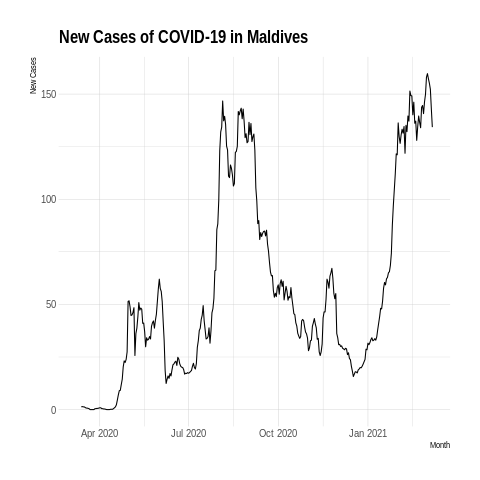 New Cases of COVID-19 in Maldives
New Cases
150
100
50
0
Apr 2020
Jul 2020
Oct 2020
Jan 2021
Month